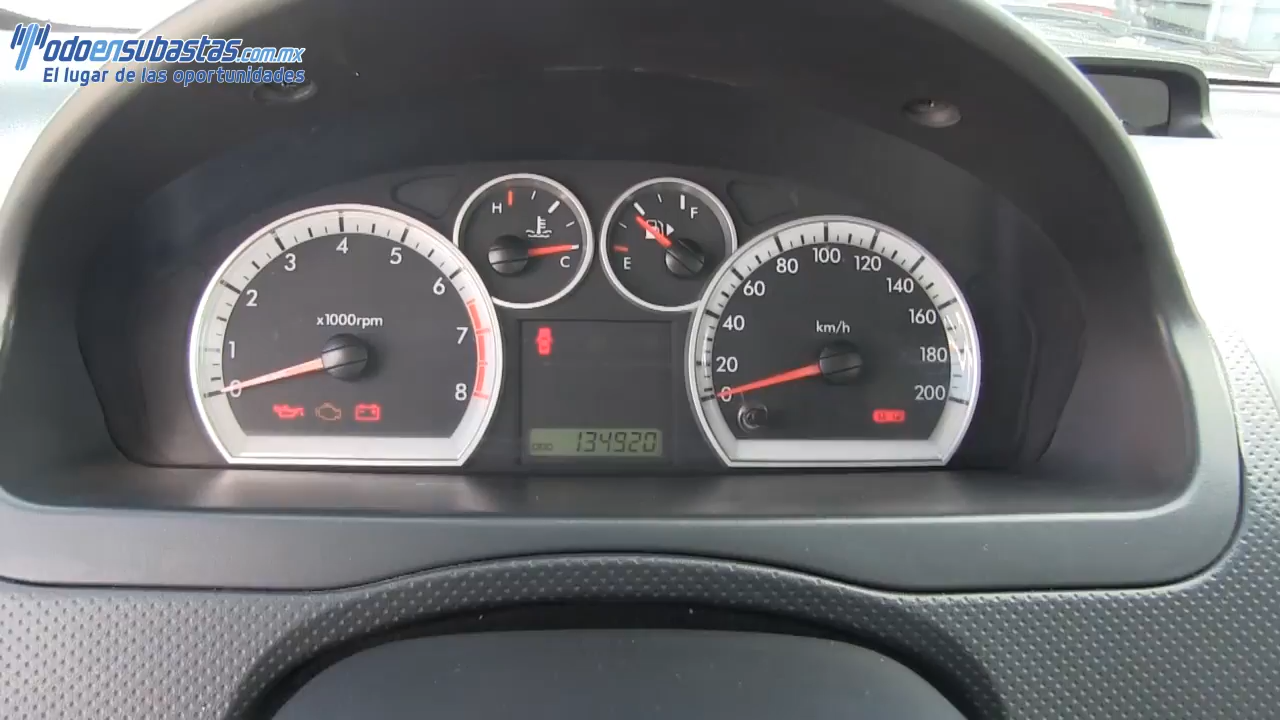 Todoensubastas.com.mx
El lugar de las oportunidades
H
C
F
E
0
1
2
3
4
5
6
7
8
x1000rpm
0
20
40
60
80
100
120
140
160
180
200
km/h
134920